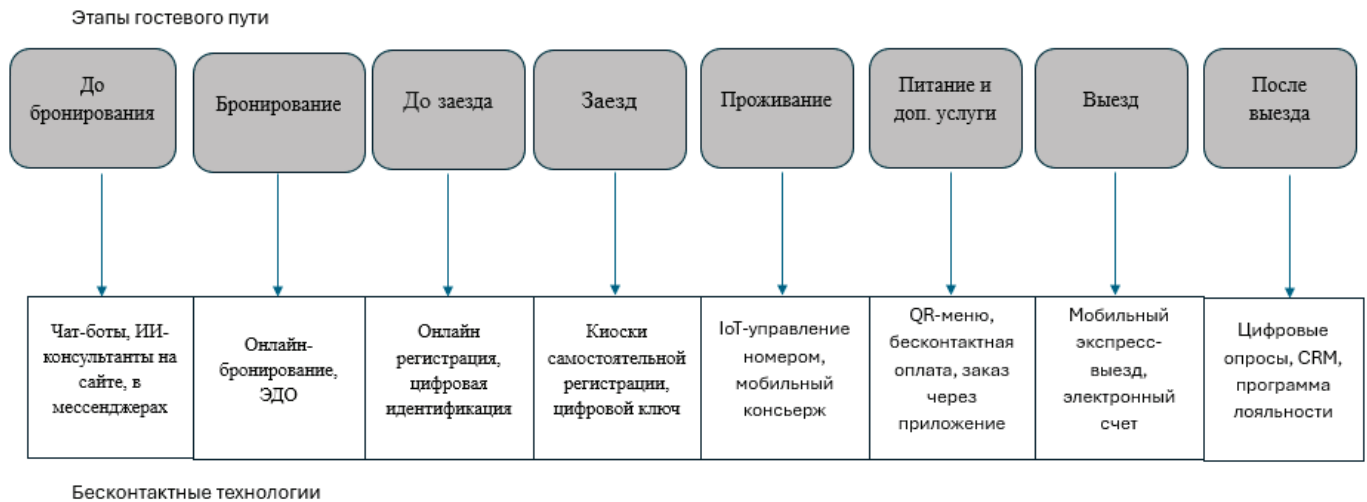 Этапы гостевого пути
До
бронирования
Бронирование
До заезда
Заезд
Проживание
Питание и
доп. услуги
Выезд
После
выезда
Чат-боты, ИИ-
консультанты на
сайте, в
мессенджерах
Онлайн-
бронирование,
ЭДО
Онлайн
регистрация,
цифровая
идентификация
Киоски
самостоятельной
регистрации,
цифровой ключ
IoT-управление
номером,
мобильный
консьерж
QR-меню,
бесконтактная
оплата, заказ
через
приложение
Мобильный
экспресс-
выезд,
электронный
счет
Цифровые
опросы, CRM,
программа
лояльности
Бесконтактные технологии